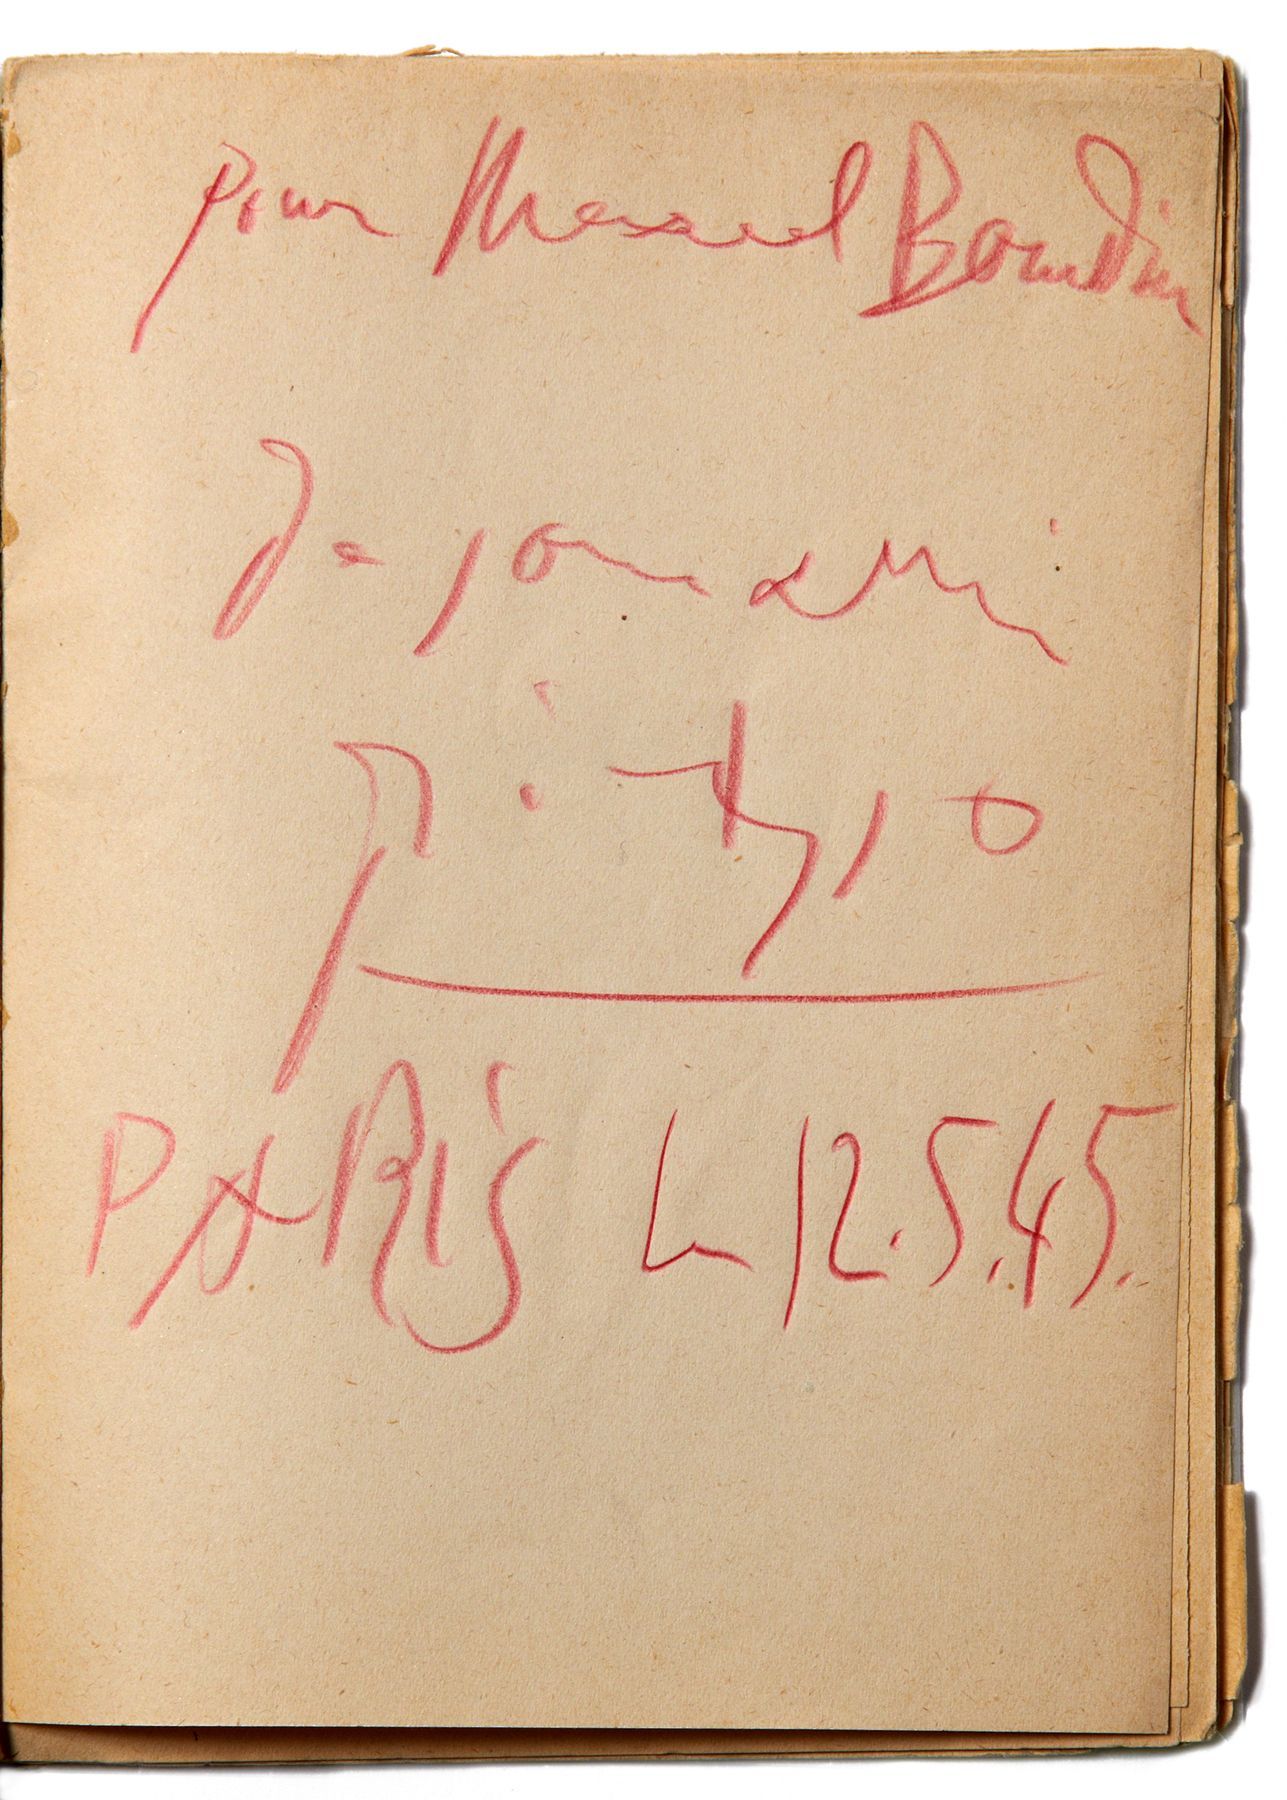 pour Marcel Boudin
De son ami
Picasso
PARIS le 12.5.45.